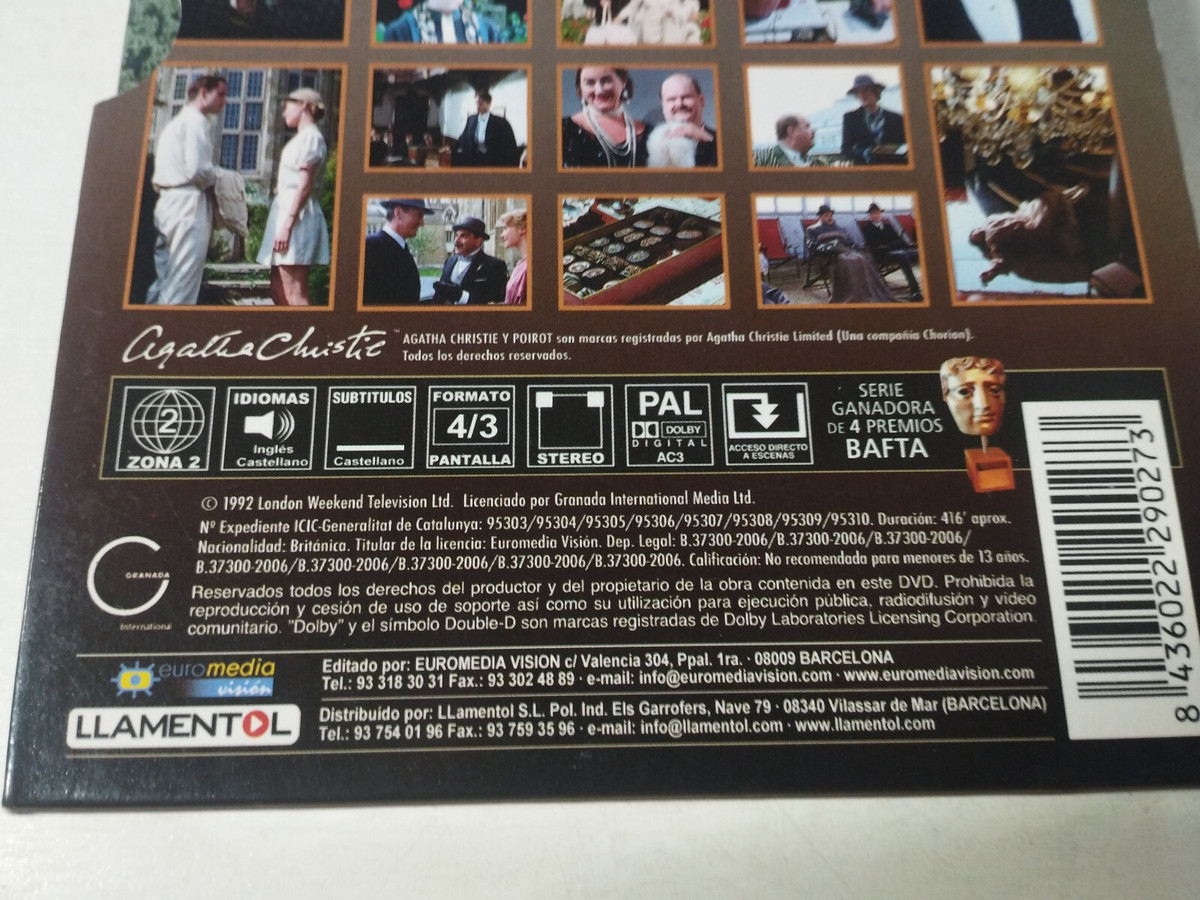 Agatha Christie ™ AGATHA CHRISTIE Y POIROT son marcas registradas por Agatha Christie Limited (Una compañia Chorion).
Todos los derechos reservados.
2
ZONA 2
IDIOMAS
Inglés
Castellano
SUBTITULOS
Castellano
FORMATO
4/3
PANTALLA
STEREO
PAL
DOLBY
DIGITAL
AC3
ACCESO DIRECTO
A ESCENAS
SERIE
GANADORA
DE 4 PREMIOS
BAFTA
© 1992 London Weekend Television Ltd. Licenciado por Granada International Media Ltd.
Nº Expediente ICIC-Generalitat de Catalunya: 95303/95304/95305/95306/95307/95308/95309/95310. Duración: 416' aprox.
Nacionalidad: Británica. Titular de la licencia: Euromedia Visión. Dep. Legal: B.37300-2006/B.37300-2006/B.37300-2006/
B.37300-2006/B.37300-2006/B.37300-2006/B.37300-2006/B.37300-2006. Calificación: No recomendada para menores de 13 años.
GRANADA
International
Reservados todos los derechos del productor y del propietario de la obra contenida en este DVD. Prohibida la
reproducción y cesión de uso de soporte así como su utilización para ejecución pública, radiodifusión y video
comunitario. "Dolby" y el símbolo Double-D son marcas registradas de Dolby Laboratories Licensing Corporation.
euromedia
visión
Editado por: EUROMEDIA VISION c/ Valencia 304, Ppal. 1ra. · 08009 BARCELONA
Tel.: 93 318 30 31 Fax.: 93 302 48 89 · e-mail: info@euromediavision.com · www.euromediavision.com
LLAMENTOL
Distribuido por: LLamentol S.L. Pol. Ind. Els Garrofers, Nave 79 · 08340 Vilassar de Mar (BARCELONA)
Tel.: 93 754 01 96 Fax.: 93 759 35 96 · e-mail: info@llamentol.com · www.llamentol.com
8 436022 290273